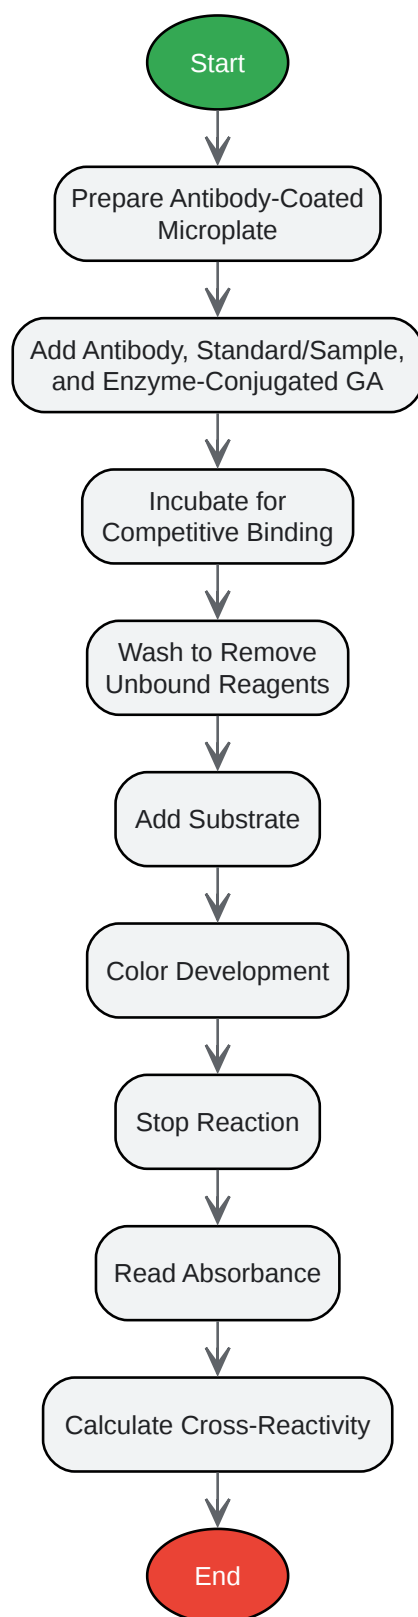 Start
Prepare Antibody-Coated
Microplate
Add Antibody, Standard/Sample,
and Enzyme-Conjugated GA
Incubate for
Competitive Binding
Wash to Remove
Unbound Reagents
Add Substrate
Color Development
Stop Reaction
Read Absorbance
Calculate Cross-Reactivity
End